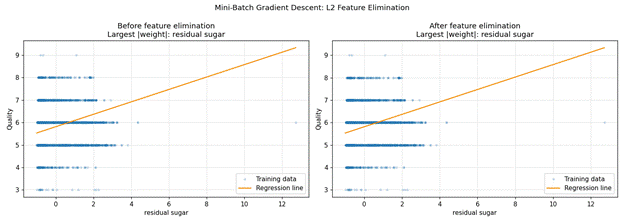 Mini-Batch Gradient Descent: L2 Feature Elimination
Before feature elimination
Largest |weight|: residual sugar
Quality
9
8
7
6
5
4
3
0
2
4
6
8
10
12
residual sugar
Training data
Regression line
After feature elimination
Largest |weight|: residual sugar
Quality
9
8
7
6
5
4
3
0
2
4
6
8
10
12
residual sugar
Training data
Regression line